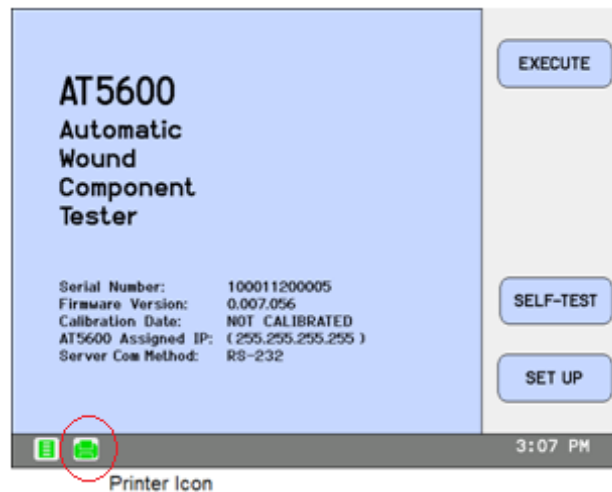 AT5600
Automatic
Wound
Component
Tester
Serial Number: 100011200005
Firmware Version: 0.007.056
Calibration Date: NOT CALIBRATED
AT5600 Assigned IP: (255.255.255.255 )
Server Com Method: RS-232
EXECUTE
SELF-TEST
SET UP
3:07 PM
Printer Icon